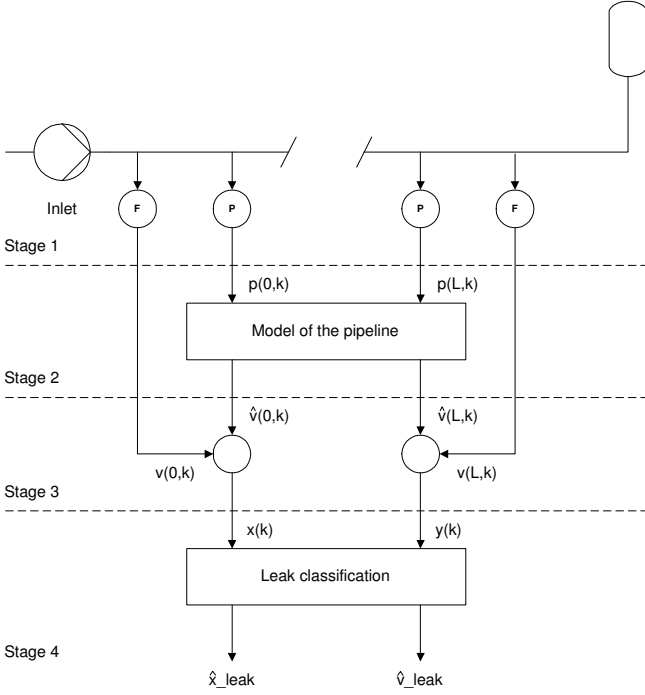 F
P
P
F
Inlet
Stage 1
p(0,k)
p(L,k)
Model of the pipeline
Stage 2
v̂(0,k)
v̂(L,k)
v(0,k)
v(L,k)
Stage 3
x(k)
y(k)
Leak classification
Stage 4
x̂_leak
v̂_leak